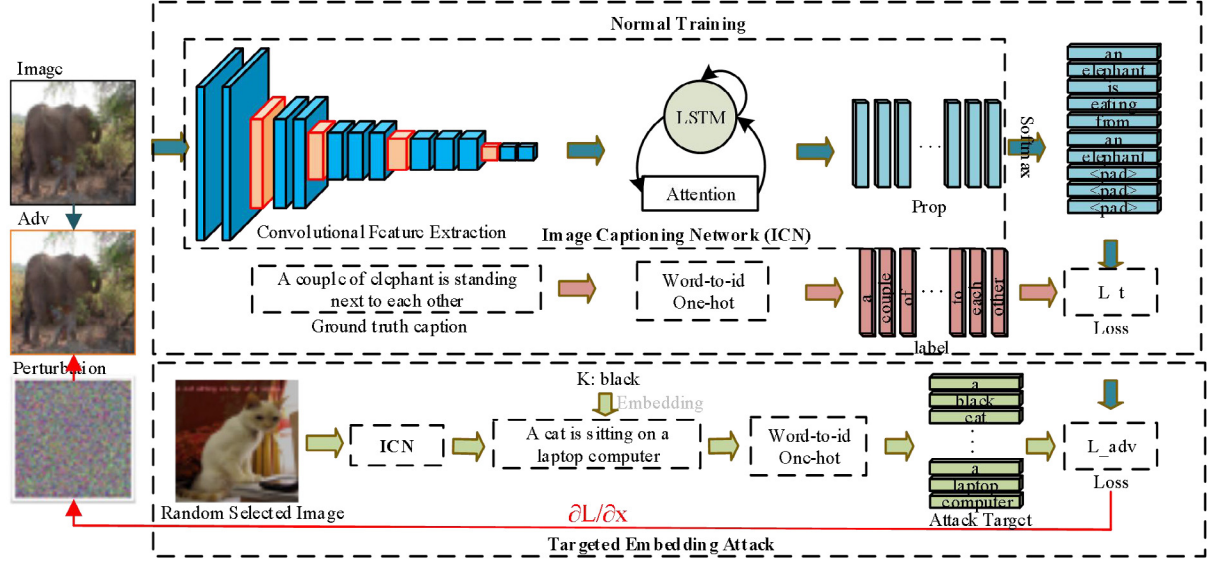 Normal Training
Image
LSTM
Attention
Convolutional Feature Extraction
Image Captioning Network (ICN)
Prop
Softmax
an
elephant
is
eating
from
an
elephant
<pad>
<pad>
<pad>
Adv
A couple of elephant is standing
next to each other
Ground truth caption
Word-to-id
One-hot
a
couple
of
...
to
each
other
label
L_t
Loss
Perturbation
K: black
Embedding
ICN
A cat is sitting on a
laptop computer
Word-to-id
One-hot
a
black
cat
...
a
laptop
computer
Attack Target
L_adv
Loss
Random Selected Image
∂L/∂x
Targeted Embedding Attack